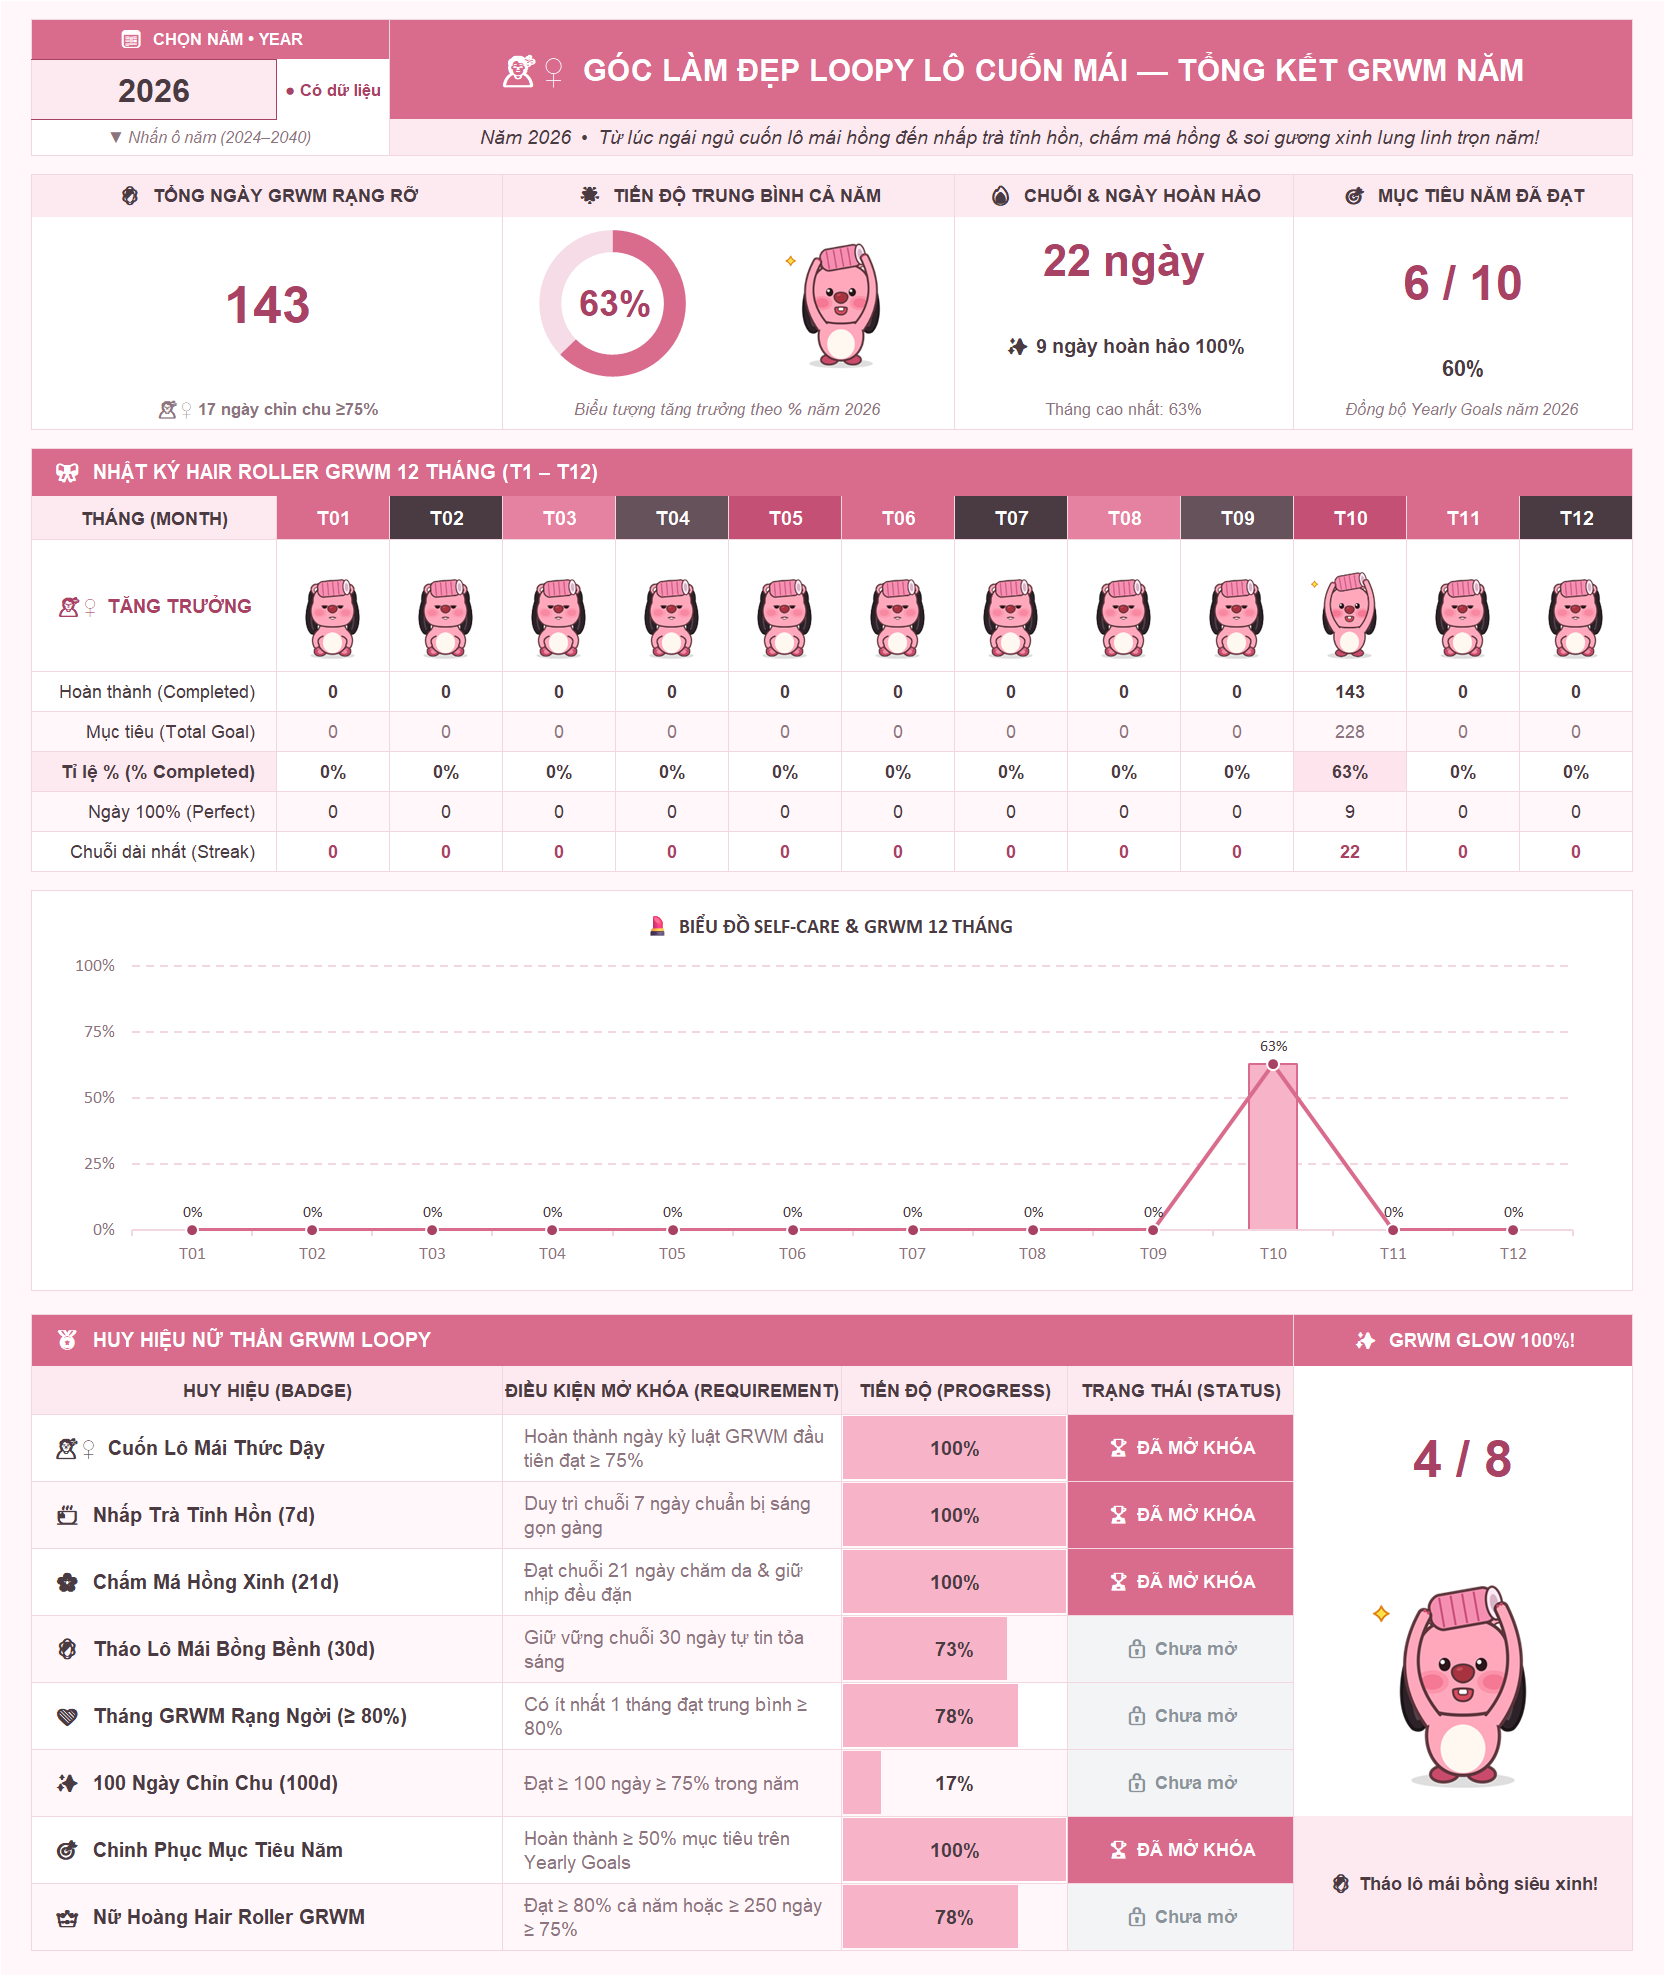 CHỌN NĂM • YEAR
2026
● Có dữ liệu
▼ Nhấn ô năm (2024–2040)
GÓC LÀM ĐẸP LOOPY LÔ CUỐN MÁI — TỔNG KẾT GRWM NĂM
Năm 2026 • Từ lúc ngái ngủ cuốn lô mái hồng đến nhấp trà tỉnh hồn, chấm má hồng & soi gương xinh lung linh trọn năm!
TỔNG NGÀY GRWM RẠNG RỠ
143
17 ngày chỉn chu ≥75%
TIẾN ĐỘ TRUNG BÌNH CẢ NĂM
63%
Biểu tượng tăng trưởng theo % năm 2026
CHUỖI & NGÀY HOÀN HẢO
22 ngày
9 ngày hoàn hảo 100%
Tháng cao nhất: 63%
MỤC TIÊU NĂM ĐÃ ĐẠT
6 / 10
60%
Đồng bộ Yearly Goals năm 2026
NHẬT KÝ HAIR ROLLER GRWM 12 THÁNG (T1 – T12)
THÁNG (MONTH) T01 T02 T03 T04 T05 T06 T07 T08 T09 T10 T11 T12
TĂNG TRƯỞNG
Hoàn thành (Completed) 0 0 0 0 0 0 0 0 0 143 0 0
Mục tiêu (Total Goal) 0 0 0 0 0 0 0 0 0 228 0 0
Tỉ lệ % (% Completed) 0% 0% 0% 0% 0% 0% 0% 0% 0% 63% 0% 0%
Ngày 100% (Perfect) 0 0 0 0 0 0 0 0 0 9 0 0
Chuỗi dài nhất (Streak) 0 0 0 0 0 0 0 0 0 22 0 0
BIỂU ĐỒ SELF-CARE & GRWM 12 THÁNG
100%
75%
63%
50%
25%
0% 0% 0% 0% 0% 0% 0% 0% 0% 0% 0%
0%
T01 T02 T03 T04 T05 T06 T07 T08 T09 T10 T11 T12
HUY HIỆU NỮ THẦN GRWM LOOPY
HUY HIỆU (BADGE) ĐIỀU KIỆN MỞ KHÓA (REQUIREMENT) TIẾN ĐỘ (PROGRESS) TRẠNG THÁI (STATUS)
Cuốn Lô Mái Thức Dậy
Hoàn thành ngày kỷ luật GRWM đầu
tiên đạt ≥ 75%
100%
ĐÃ MỞ KHÓA
Nhấp Trà Tỉnh Hồn (7d)
Duy trì chuỗi 7 ngày chuẩn bị sáng
gọn gàng
100%
ĐÃ MỞ KHÓA
Chấm Má Hồng Xinh (21d)
Đạt chuỗi 21 ngày chăm da & giữ
nhịp đều đặn
100%
ĐÃ MỞ KHÓA
Tháo Lô Mái Bồng Bềnh (30d)
Giữ vững chuỗi 30 ngày tự tin tỏa
sáng
73%
Chưa mở
Tháng GRWM Rạng Ngời (≥ 80%)
Có ít nhất 1 tháng đạt trung bình ≥
80%
78%
Chưa mở
100 Ngày Chỉn Chu (100d)
Đạt ≥ 100 ngày ≥ 75% trong năm
17%
Chưa mở
Chinh Phục Mục Tiêu Năm
Hoàn thành ≥ 50% mục tiêu trên
Yearly Goals
100%
ĐÃ MỞ KHÓA
Nữ Hoàng Hair Roller GRWM
Đạt ≥ 80% cả năm hoặc ≥ 250 ngày
≥ 75%
78%
Chưa mở
GRWM GLOW 100%!
4 / 8
Tháo lô mái bồng siêu xinh!